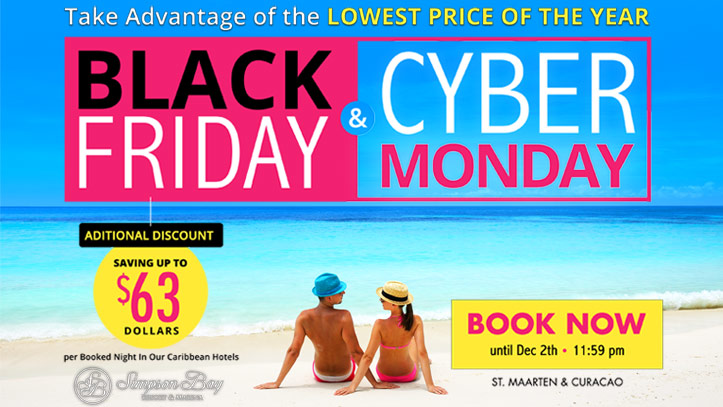 Take Advantage of the LOWEST PRICE OF THE YEAR
BLACK
FRIDAY
&
CYBER
MONDAY
ADITIONAL DISCOUNT
SAVING UP TO
$63
DOLLARS
per Booked Night In Our Caribbean Hotels
Simpson Bay
RESORT & MARINA
BOOK NOW
until Dec 2th • 11:59 pm
ST. MAARTEN & CURACAO